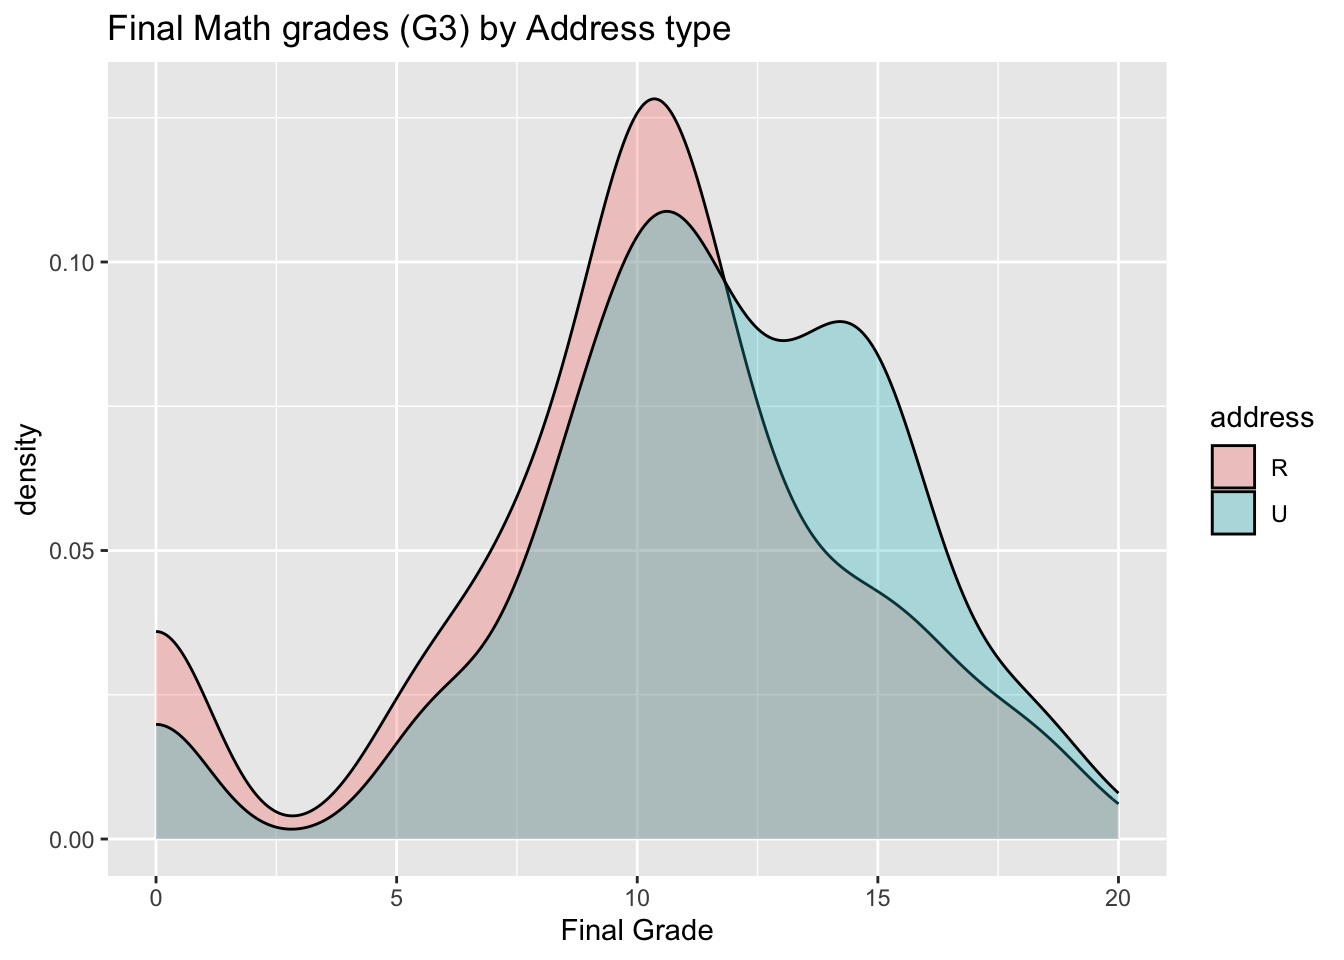 Final Math grades (G3) by Address type
density
0.10
0.05
0.00
0 5 10 15 20
Final Grade
address
R
U